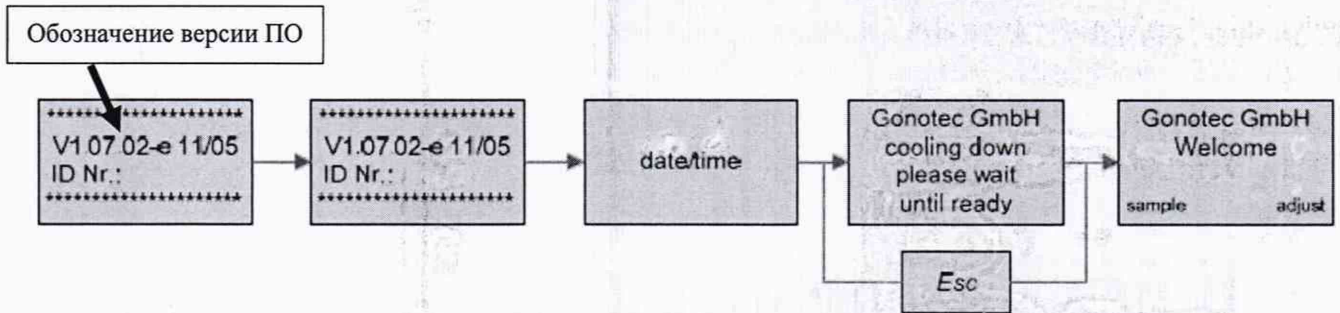 Обозначение версии ПО
********************
V1.07.02-e 11/05
ID Nr.:
********************
********************
V1.07.02-e 11/05
ID Nr.:
********************
date/time
Gonotec GmbH
cooling down
please wait
until ready
Esc
Gonotec GmbH
Welcome
sample adjust